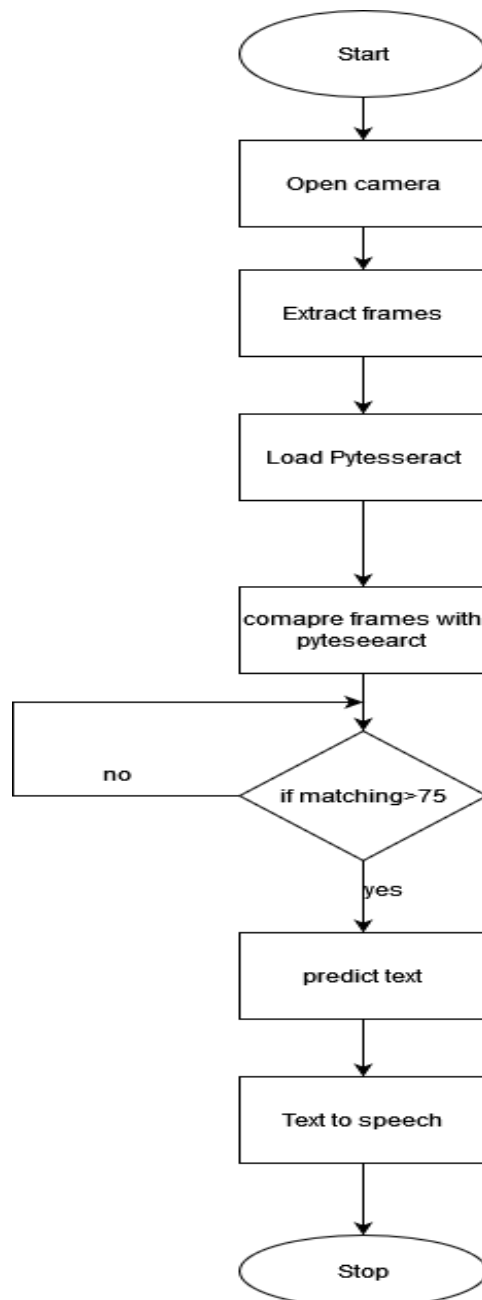 Start
Open camera
Extract frames
Load Pytesseract
comapre frames with
pyteseearct
no
if matching>75
yes
predict text
Text to speech
Stop